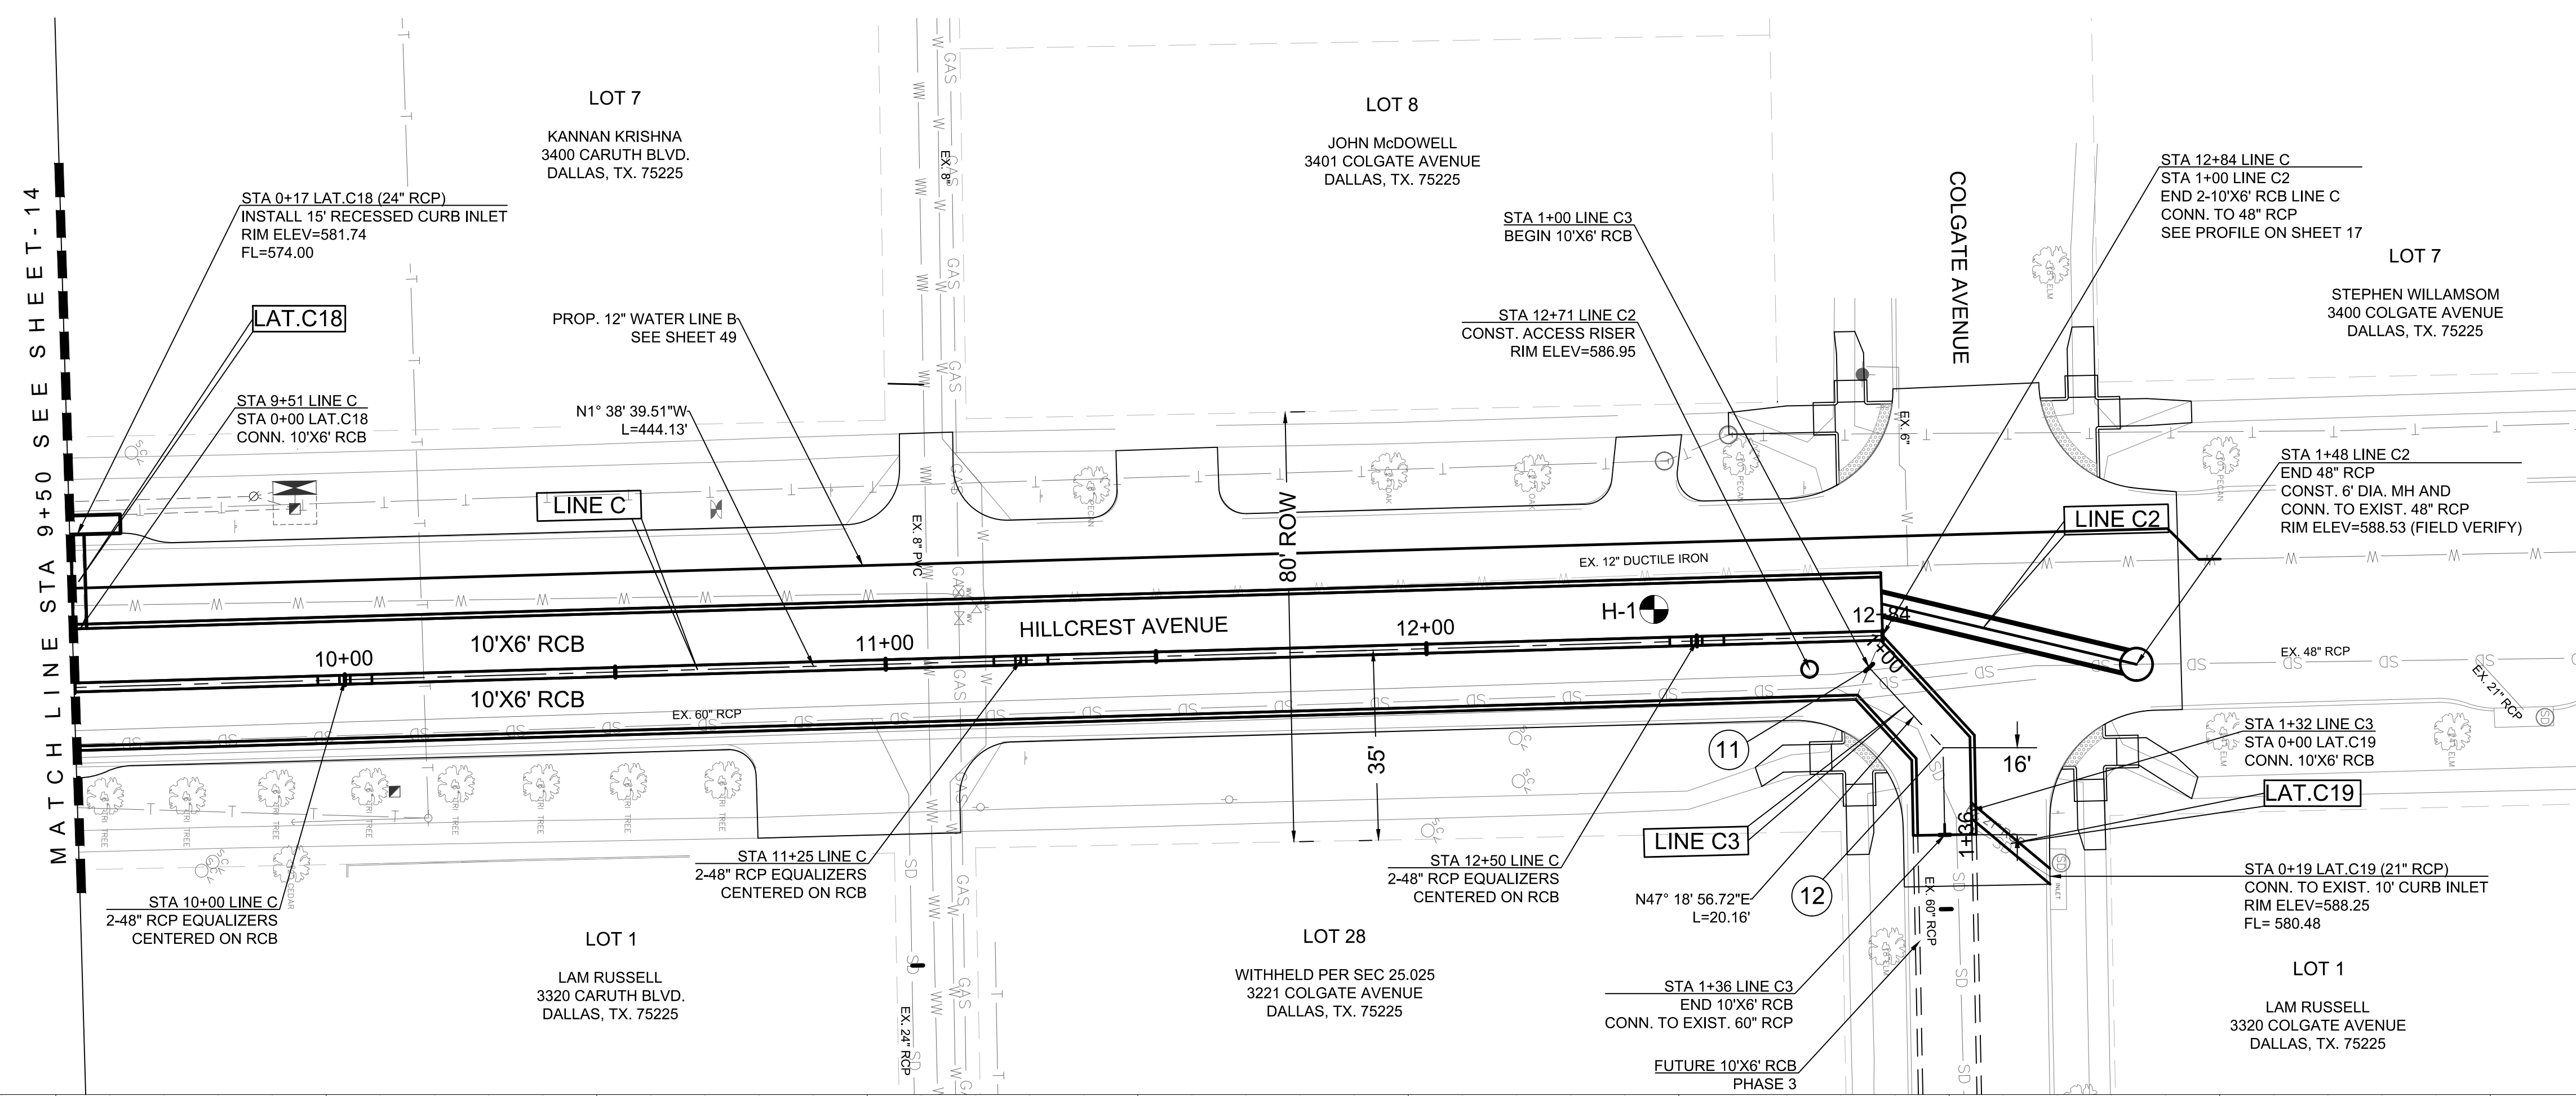 MATCH LINE STA 9+50 SEE SHEET-14
LOT 7
KANNAN KRISHNA
3400 CARUTH BLVD.
DALLAS, TX. 75225
LOT 8
JOHN McDOWELL
3401 COLGATE AVENUE
DALLAS, TX. 75225
COLGATE AVENUE
STA 12+84 LINE C
STA 1+00 LINE C2
END 2-10'X6' RCB LINE C
CONN. TO 48" RCP
SEE PROFILE ON SHEET 17
LOT 7
STEPHEN WILLAMSOM
3400 COLGATE AVENUE
DALLAS, TX. 75225
STA 0+17 LAT.C18 (24" RCP)
INSTALL 15' RECESSED CURB INLET
RIM ELEV=581.74
FL=574.00
LAT.C18
STA 9+51 LINE C
STA 0+00 LAT.C18
CONN. 10'X6' RCB
PROP. 12" WATER LINE B
SEE SHEET 49
N1° 38' 39.51"W
L=444.13'
LINE C
EX. 8"
EX. 8" PVC
STA 1+00 LINE C3
BEGIN 10'X6' RCB
STA 12+71 LINE C2
CONST. ACCESS RISER
RIM ELEV=586.95
EX. 6"
80' ROW
EX. 12" DUCTILE IRON
LINE C2
STA 1+48 LINE C2
END 48" RCP
CONST. 6' DIA. MH AND
CONN. TO EXIST. 48" RCP
RIM ELEV=588.53 (FIELD VERIFY)
10+00
10'X6' RCB
11+00
HILLCREST AVENUE
12+00
H-1
12+84
1+00
10'X6' RCB
EX. 60" RCP
EX. 48" RCP
EX. 21" RCP
35'
11
16'
STA 1+32 LINE C3
STA 0+00 LAT.C19
CONN. 10'X6' RCB
LAT.C19
LINE C3
1+36
12
N47° 18' 56.72"E
L=20.16'
STA 0+19 LAT.C19 (21" RCP)
CONN. TO EXIST. 10' CURB INLET
RIM ELEV=588.25
FL= 580.48
STA 10+00 LINE C
2-48" RCP EQUALIZERS
CENTERED ON RCB
STA 11+25 LINE C
2-48" RCP EQUALIZERS
CENTERED ON RCB
STA 12+50 LINE C
2-48" RCP EQUALIZERS
CENTERED ON RCB
LOT 1
LAM RUSSELL
3320 CARUTH BLVD.
DALLAS, TX. 75225
EX. 24" RCP
LOT 28
WITHHELD PER SEC 25.025
3221 COLGATE AVENUE
DALLAS, TX. 75225
STA 1+36 LINE C3
END 10'X6' RCB
CONN. TO EXIST. 60" RCP
FUTURE 10'X6' RCB
PHASE 3
EX. 60" RCP
INLET
LOT 1
LAM RUSSELL
3320 COLGATE AVENUE
DALLAS, TX. 75225